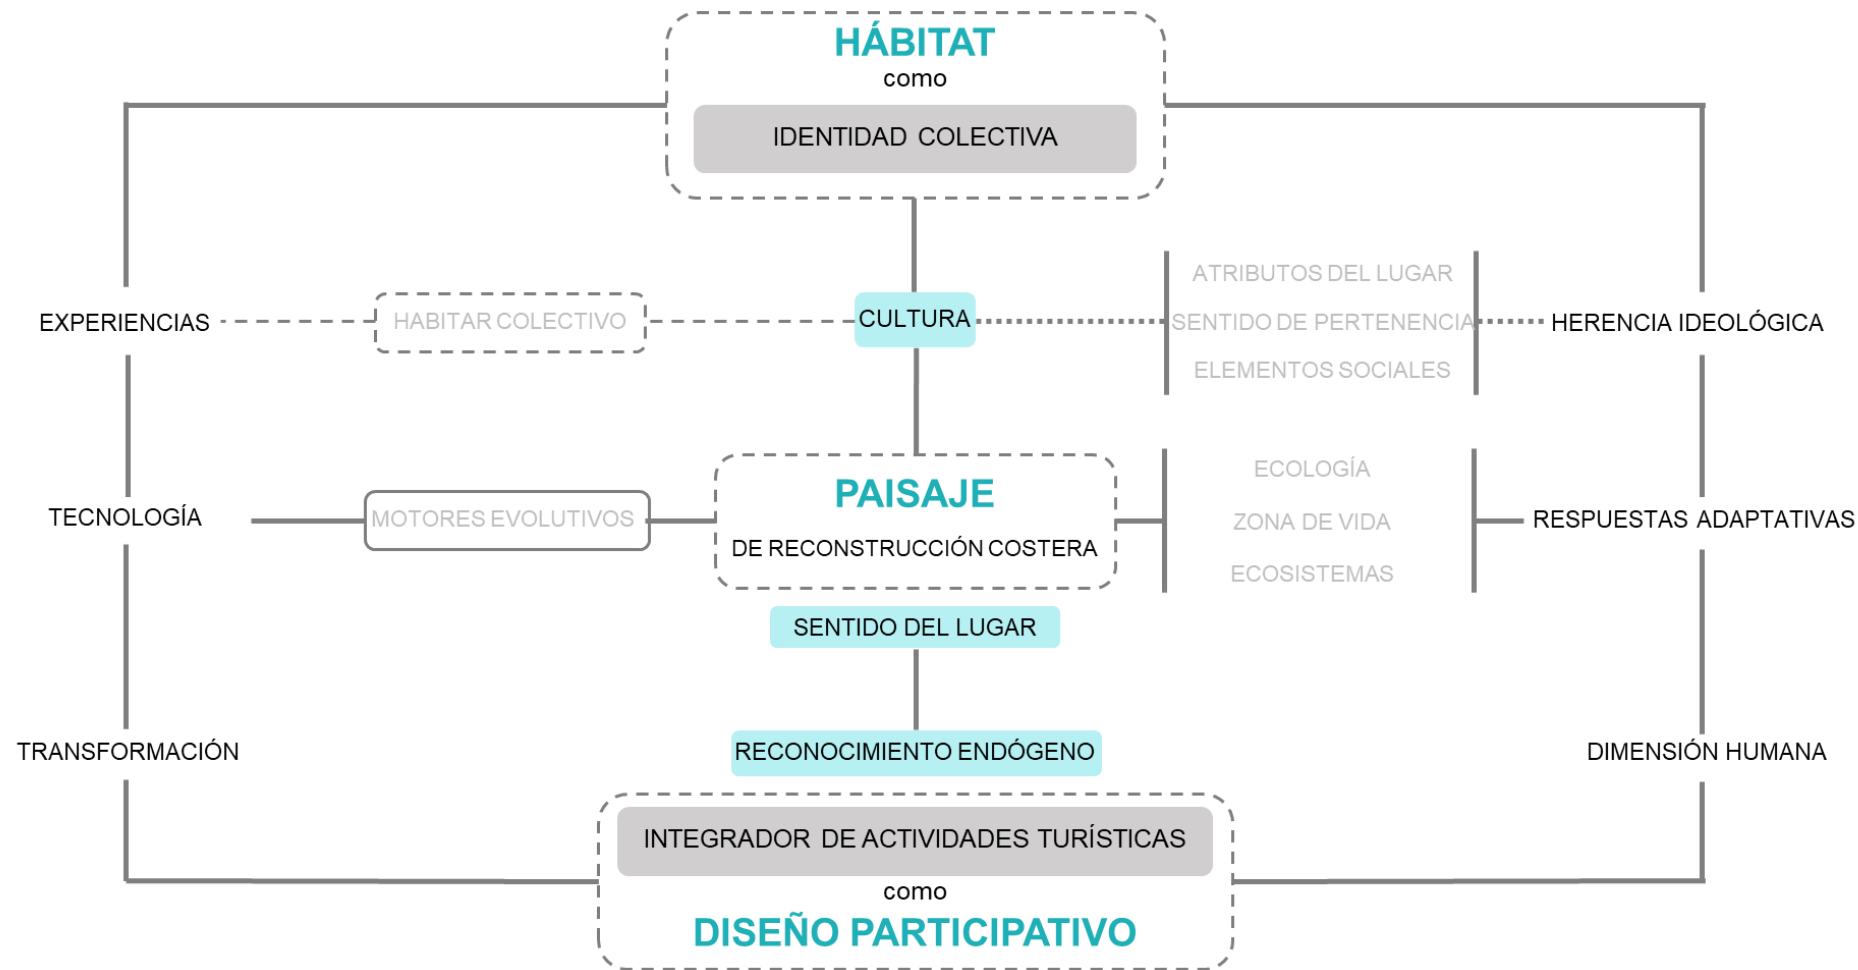 HÁBITAT
como
IDENTIDAD COLECTIVA
ATRIBUTOS DEL LUGAR
EXPERIENCIAS
HABITAR COLECTIVO
CULTURA
SENTIDO DE PERTENENCIA
HERENCIA IDEOLÓGICA
ELEMENTOS SOCIALES
ECOLOGÍA
PAISAJE
TECNOLOGÍA
MOTORES EVOLUTIVOS
ZONA DE VIDA
RESPUESTAS ADAPTATIVAS
DE RECONSTRUCCIÓN COSTERA
ECOSISTEMAS
SENTIDO DEL LUGAR
TRANSFORMACIÓN
RECONOCIMIENTO ENDÓGENO
DIMENSIÓN HUMANA
INTEGRADOR DE ACTIVIDADES TURÍSTICAS
como
DISEÑO PARTICIPATIVO